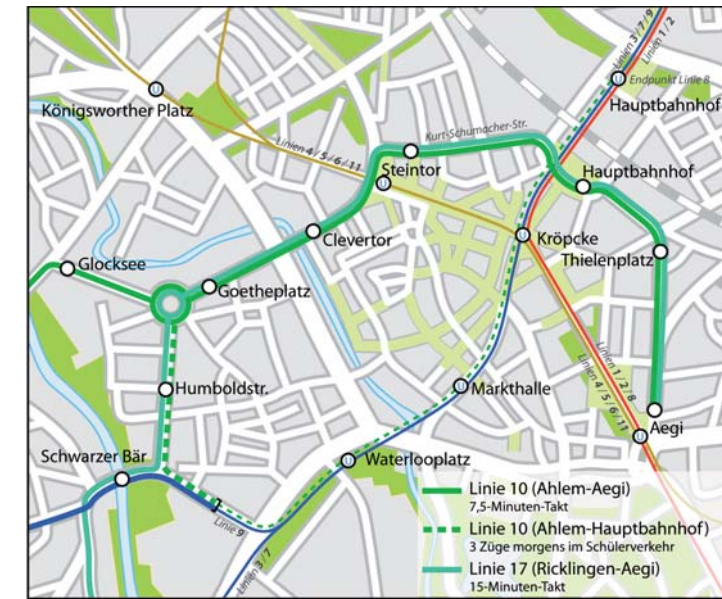 Linien 3 / 7 / 9
Linien 1 / 2
U
Endpunkt Linie 8
Hauptbahnhof
U
Königsworther Platz
Linien 4 / 5 / 6 / 11
Kurt-Schumacher-Str.
Steintor
U
Hauptbahnhof
Clevertor
U
Kröpcke
Thielenplatz
Glocksee
Goetheplatz
Humboldtstr.
U
Markthalle
Linien 1 / 2 / 8
Linien 4 / 5 / 6 / 11
Aegi
U
Schwarzer Bär
U
Waterlooplatz
Linie 9
Linien 3 / 7
Linie 10 (Ahlem-Aegi)
7,5-Minuten-Takt
Linie 10 (Ahlem-Hauptbahnhof)
3 Züge morgens im Schülerverkehr
Linie 17 (Ricklingen-Aegi)
15-Minuten-Takt